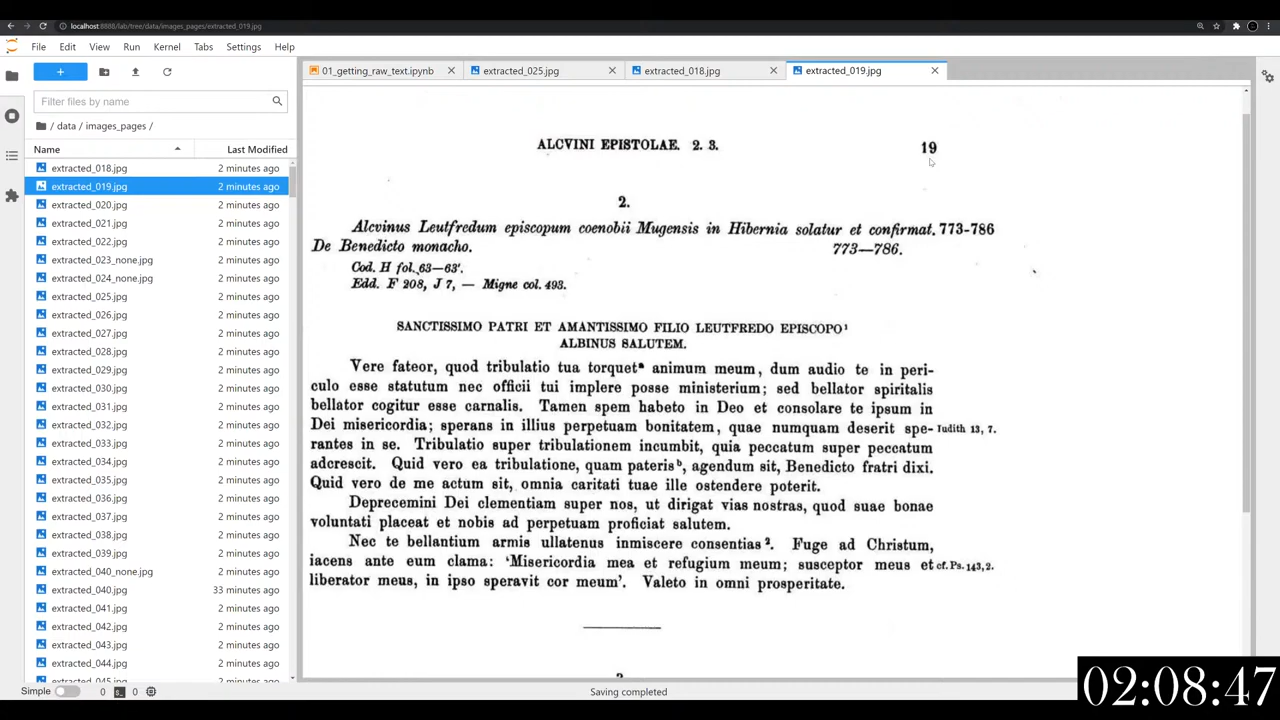 localhost:8888/lab/tree/data/images_pages/extracted_019.jpg
File Edit View Run Kernel Tabs Settings Help
+
Filter files by name
/ data / images_pages /
Name Last Modified
extracted_018.jpg 2 minutes ago
extracted_019.jpg 2 minutes ago
extracted_020.jpg 2 minutes ago
extracted_021.jpg 2 minutes ago
extracted_022.jpg 2 minutes ago
extracted_023_none.jpg 2 minutes ago
extracted_024_none.jpg 2 minutes ago
extracted_025.jpg 2 minutes ago
extracted_026.jpg 2 minutes ago
extracted_027.jpg 2 minutes ago
extracted_028.jpg 2 minutes ago
extracted_029.jpg 2 minutes ago
extracted_030.jpg 2 minutes ago
extracted_031.jpg 2 minutes ago
extracted_032.jpg 2 minutes ago
extracted_033.jpg 2 minutes ago
extracted_034.jpg 2 minutes ago
extracted_035.jpg 2 minutes ago
extracted_036.jpg 2 minutes ago
extracted_037.jpg 2 minutes ago
extracted_038.jpg 2 minutes ago
extracted_039.jpg 2 minutes ago
extracted_040_none.jpg 2 minutes ago
extracted_040.jpg 33 minutes ago
extracted_041.jpg 2 minutes ago
extracted_042.jpg 2 minutes ago
extracted_043.jpg 2 minutes ago
extracted_044.jpg 2 minutes ago
extracted_045.jpg 2 minutes ago
01_getting_raw_text.ipynb extracted_025.jpg extracted_018.jpg extracted_019.jpg
ALCVINI EPISTOLAE. 2. 3. 19
2.
Alcvinus Leutfredum episcopum coenobii Mugensis in Hibernia solatur et confirmat. 773-786
De Benedicto monacho. 773—786.
Cod. H fol. 63—63'.
Edd. F 208, J 7, — Migne col. 493.
SANCTISSIMO PATRI ET AMANTISSIMO FILIO LEUTFREDO EPISCOPO¹
ALBINUS SALUTEM.
Vere fateor, quod tribulatio tua torquetᵃ animum meum, dum audio te in peri-
culo esse statutum nec officii tui implere posse ministerium; sed bellator spiritalis
bellator cogitur esse carnalis. Tamen spem habeto in Deo et consolare te ipsum in
Dei misericordia; sperans in illius perpetuam bonitatem, quae numquam deserit spe- Iudith 13, 7.
rantes in se. Tribulatio super tribulationem incumbit, quia peccatum super peccatum
adcrescit. Quid vero ea tribulatione, quam paterisᵇ, agendum sit, Benedicto fratri dixi.
Quid vero de me actum sit, omnia caritati tuae ille ostendere poterit.
Deprecemini Dei clementiam super nos, ut dirigat vias nostras, quod suae bonae
voluntati placeat et nobis ad perpetuam proficiat salutem.
Nec te bellantium armis ullatenus inmiscere consentias². Fuge ad Christum,
iacens ante eum clama: 'Misericordia mea et refugium meum; susceptor meus et cf. Ps. 143, 2.
liberator meus, in ipso speravit cor meum'. Valeto in omni prosperitate.
Simple 0 0 Saving completed
02:08:47